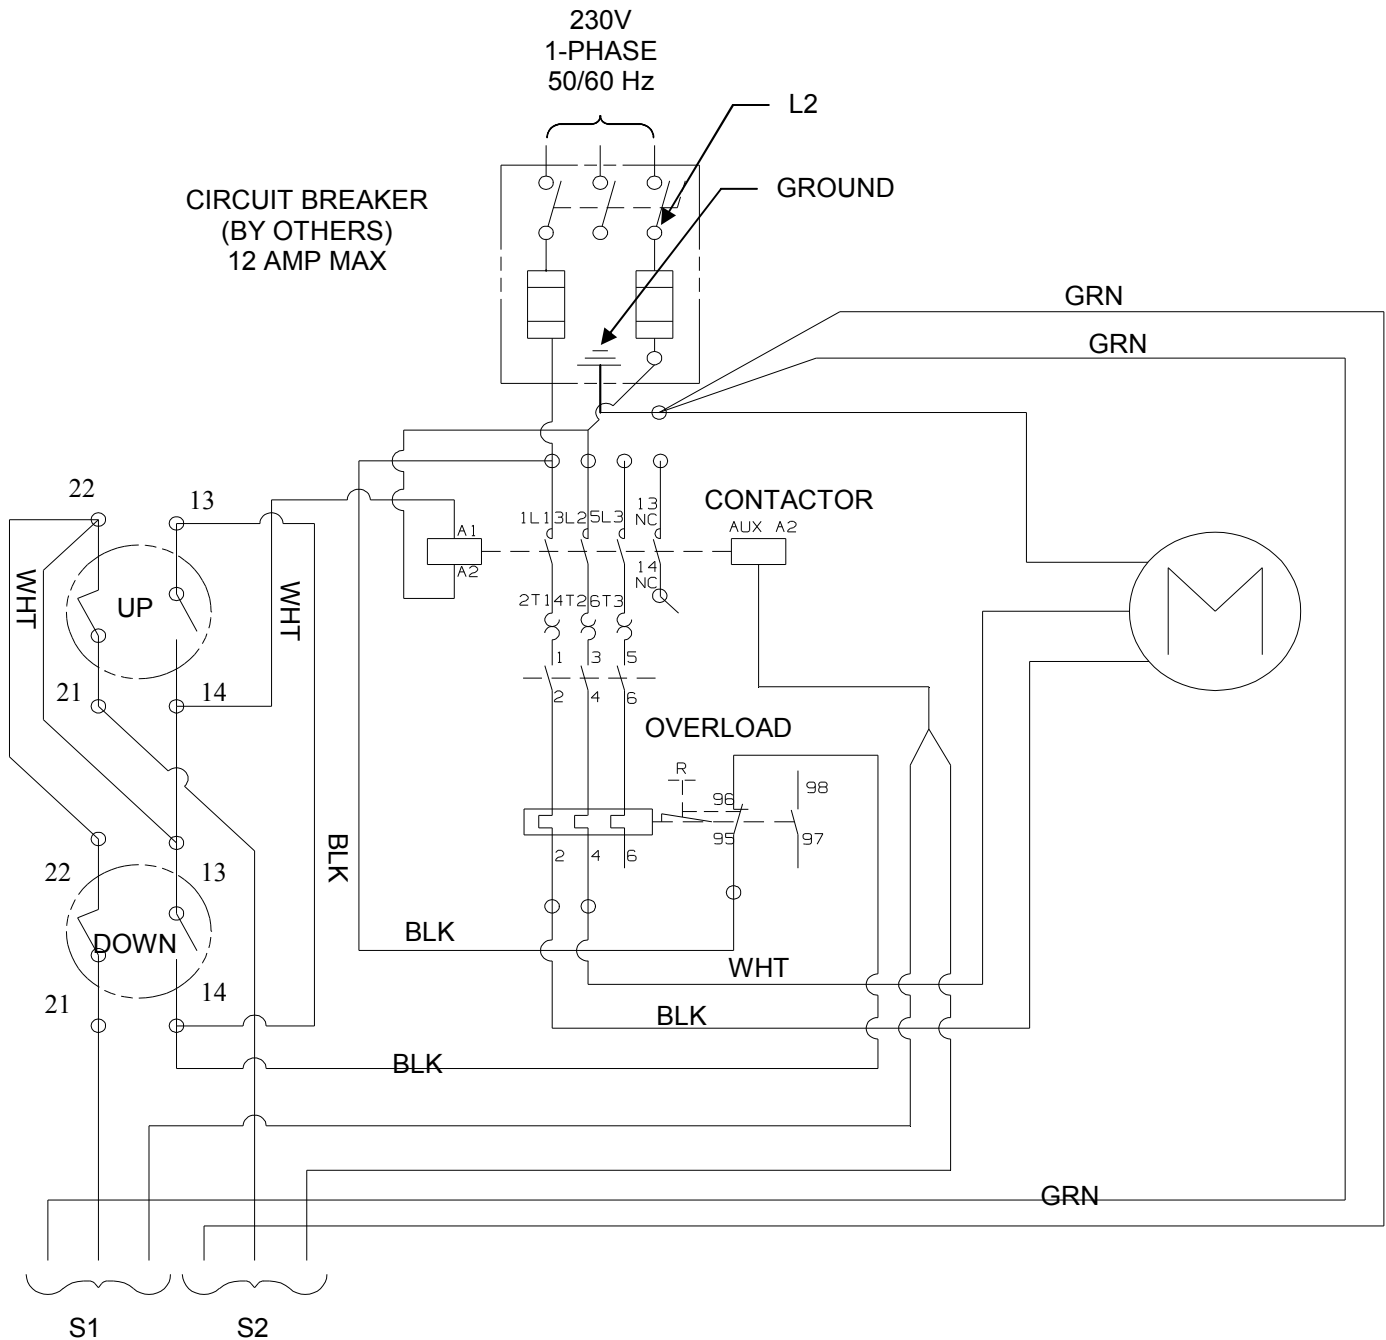 230V
1-PHASE
50/60 Hz
L2
GROUND
CIRCUIT BREAKER
(BY OTHERS)
12 AMP MAX
GRN
GRN
22
13
CONTACTOR
1L1 3L2 5L3
13
NC
AUX A2
A1
A2
14
NC
WHT
UP
WHT
2T1 4T2 6T3
1 3 5
2 4 6
21
14
OVERLOAD
R
96
98
95
97
BLK
2 4 6
22
13
DOWN
BLK
WHT
21
14
BLK
BLK
GRN
S1
S2
M